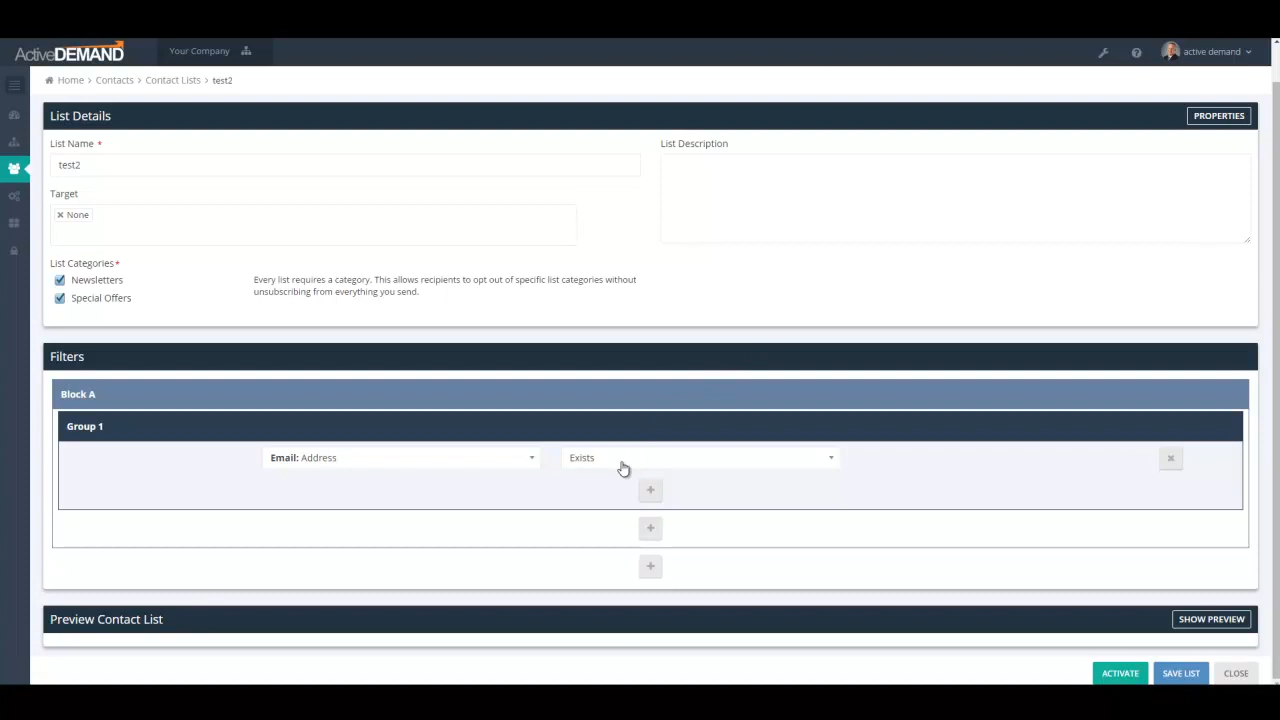 ActiveDEMAND
Your Company
active demand
Home > Contacts > Contact Lists > test2
List Details
PROPERTIES
List Name *
List Description
test2
Target
× None
List Categories*
Newsletters
Every list requires a category. This allows recipients to opt out of specific list categories without
unsubscribing from everything you send.
Special Offers
Filters
Block A
Group 1
Email: Address
Exists
Preview Contact List
SHOW PREVIEW
ACTIVATE
SAVE LIST
CLOSE